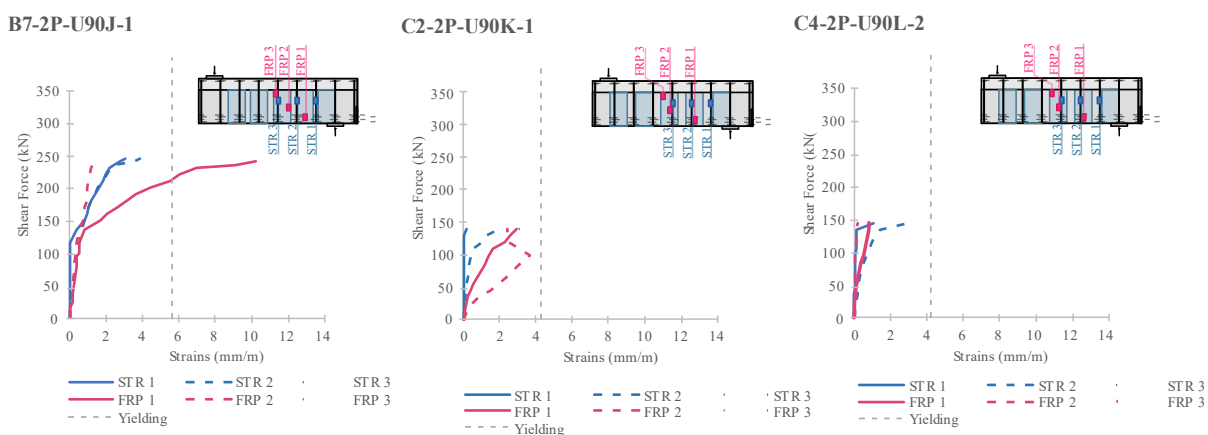 B7-2P-U90J-1
FRP 3
FRP 2
FRP 1
STR 3
STR 2
STR 1
Shear Force (kN)
350
300
250
200
150
100
50
0
0 2 4 6 8 10 12 14
Strains (mm/m)
STR 1 STR 2 STR 3
FRP 1 FRP 2 FRP 3
Yielding
C2-2P-U90K-1
FRP 3
FRP 2
FRP 1
STR 3
STR 2
STR 1
Shear Force (kN)
350
300
250
200
150
100
50
0
0 2 4 6 8 10 12 14
Strains (mm/m)
STR 1 STR 2 STR 3
FRP 1 FRP 2 FRP 3
Yielding
C4-2P-U90L-2
FRP 3
FRP 2
FRP 1
STR 3
STR 2
STR 1
Shear Force (kN(
350
300
250
200
150
100
50
0
0 2 4 6 8 10 12 14
Strains (mm/m)
STR 1 STR 2 STR 3
FRP 1 FRP 2 FRP 3
Yielding